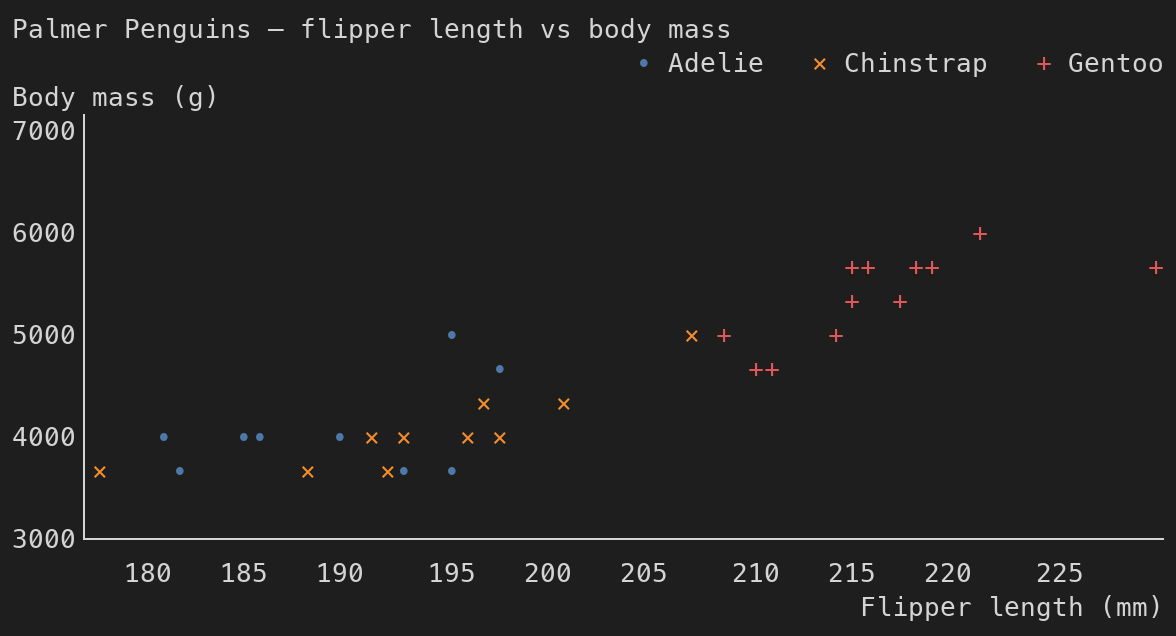 Palmer Penguins — flipper length vs body mass
• Adelie × Chinstrap + Gentoo
Body mass (g)
7000
6000
5000
4000
3000
180 185 190 195 200 205 210 215 220 225
Flipper length (mm)